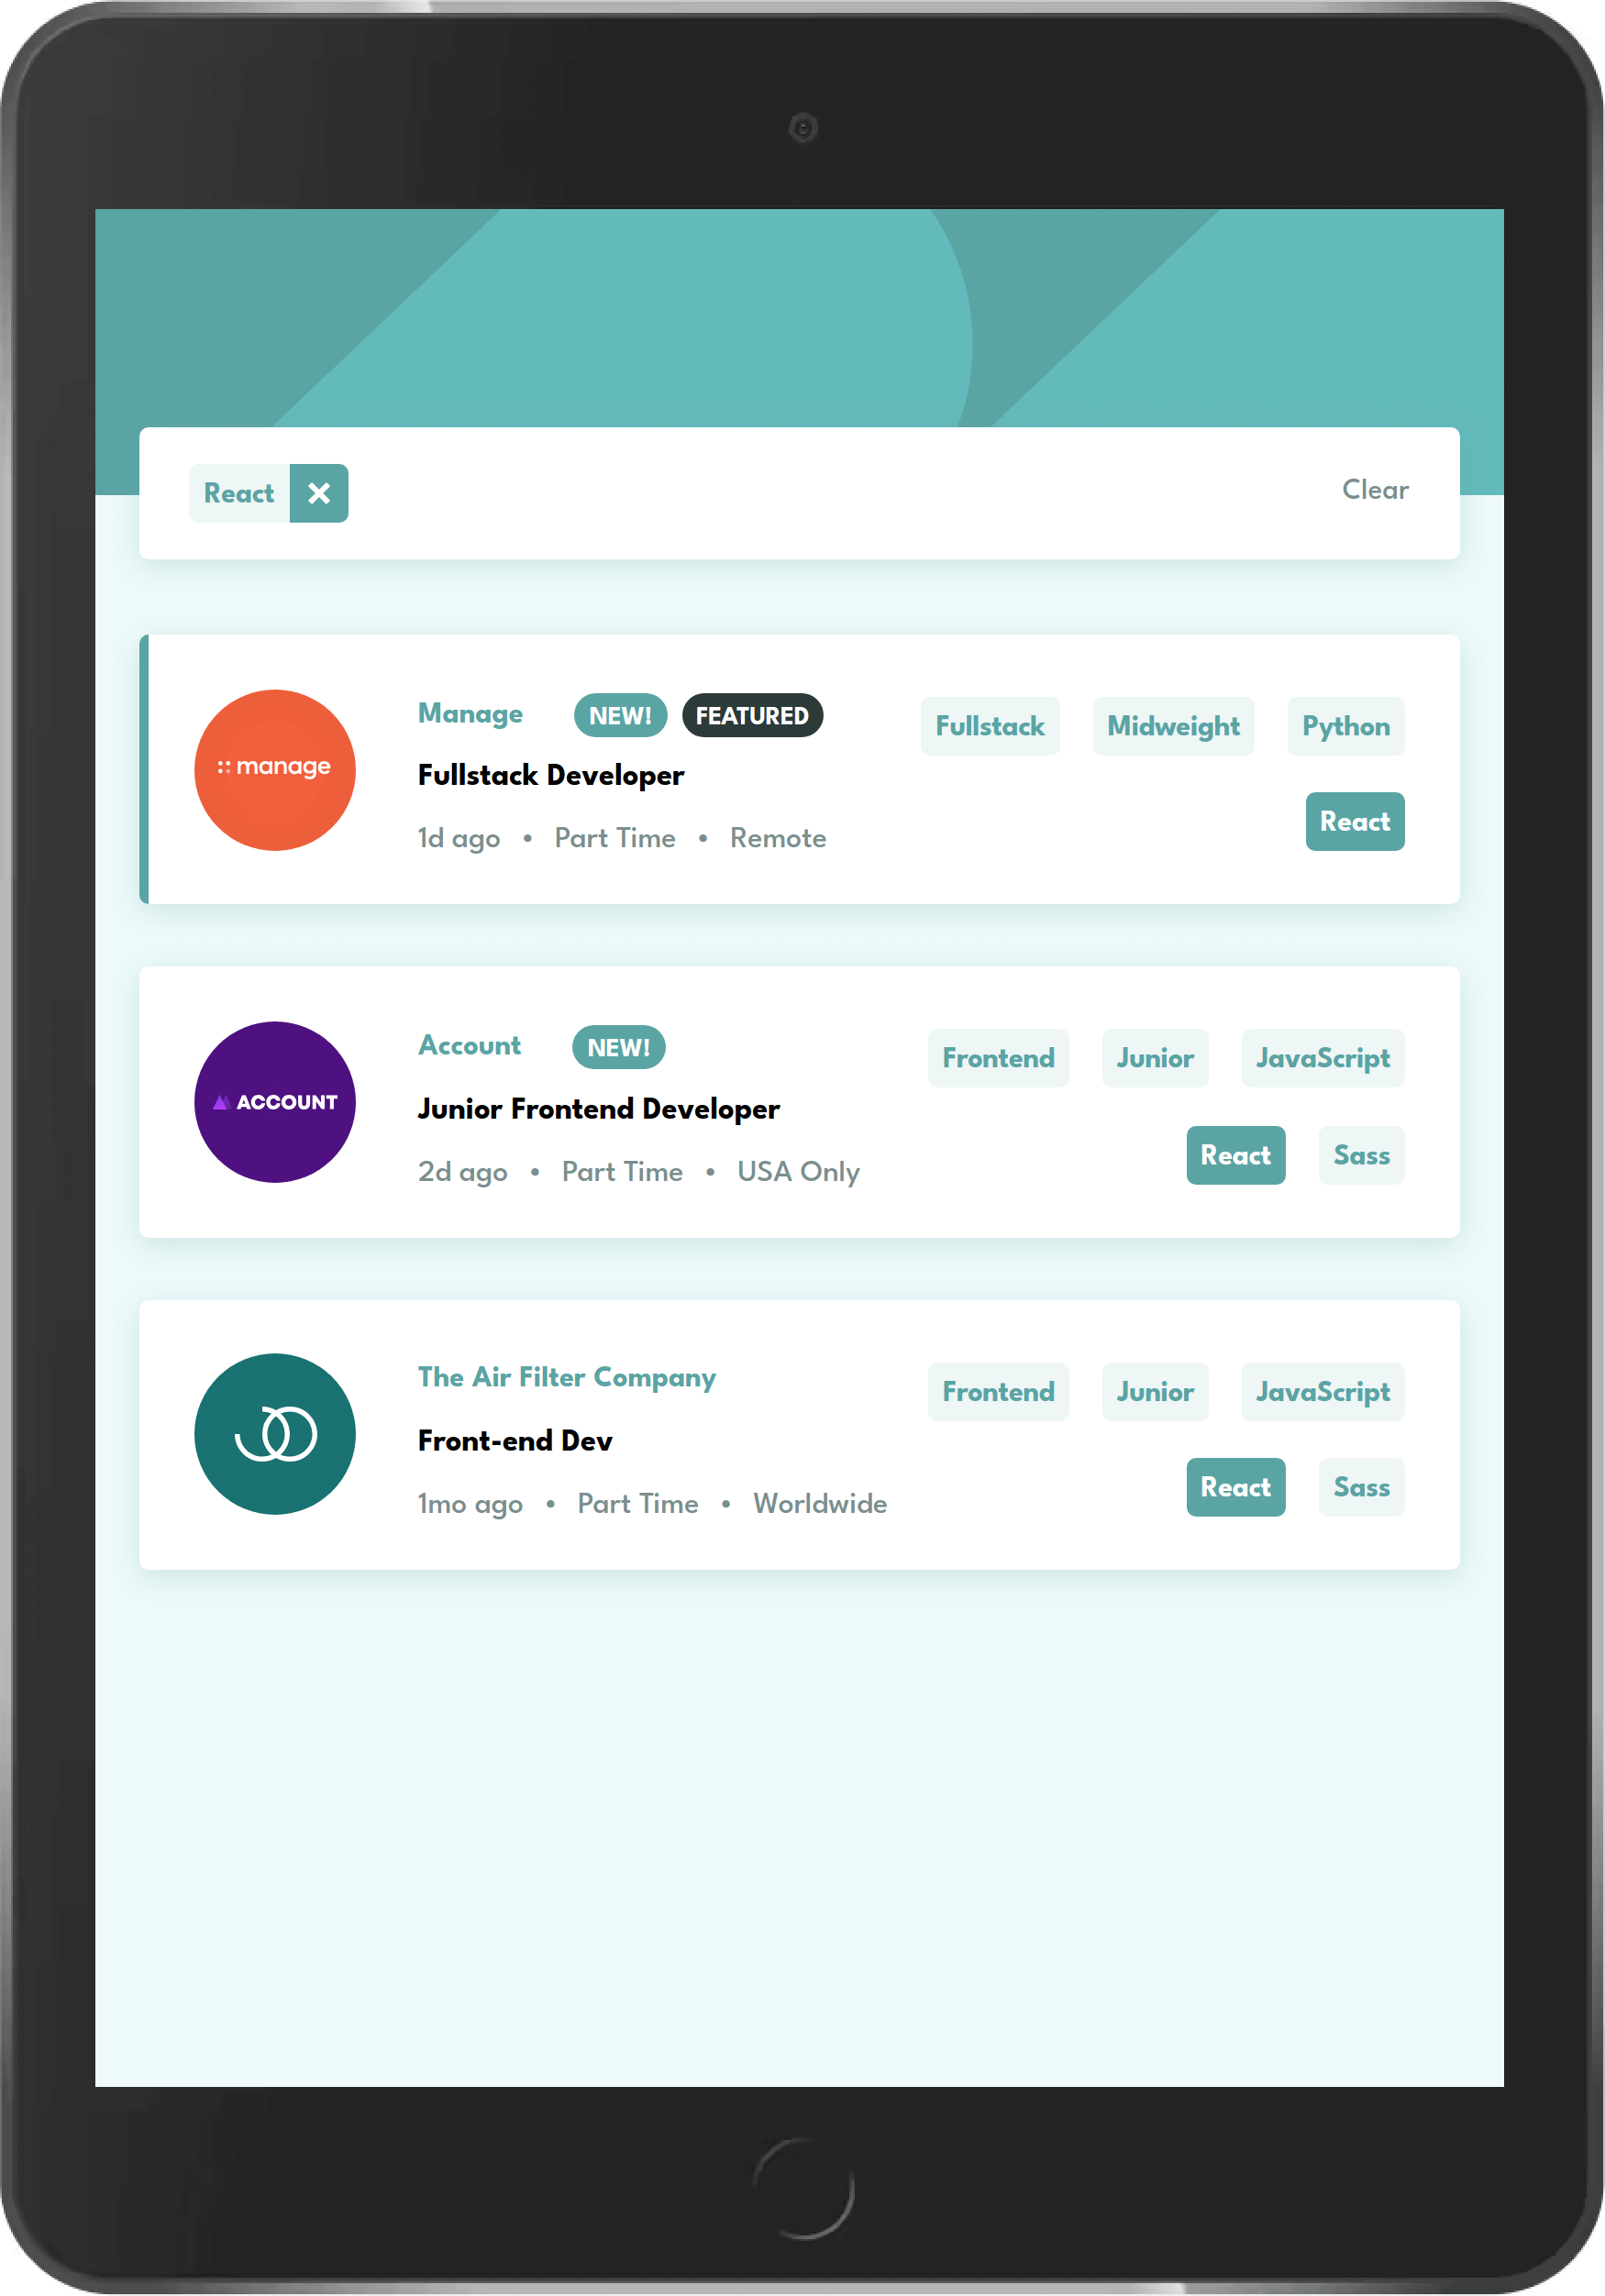 React
Clear
manage
Manage NEW! FEATURED
Fullstack Developer
1d ago • Part Time • Remote
Fullstack Midweight Python
React
ACCOUNT
Account NEW!
Junior Frontend Developer
2d ago • Part Time • USA Only
Frontend Junior JavaScript
React Sass
The Air Filter Company
Front-end Dev
1mo ago • Part Time • Worldwide
Frontend Junior JavaScript
React Sass